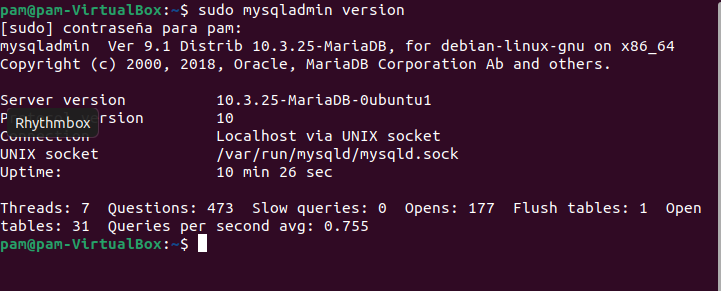 pam@pam-VirtualBox:~$ sudo mysqladmin version
[sudo] contraseña para pam:
mysqladmin  Ver 9.1 Distrib 10.3.25-MariaDB, for debian-linux-gnu on x86_64
Copyright (c) 2000, 2018, Oracle, MariaDB Corporation Ab and others.
Server version          10.3.25-MariaDB-0ubuntu1
version        10
Rhythmbox
Connection              Localhost via UNIX socket
UNIX socket             /var/run/mysqld/mysqld.sock
Uptime:                 10 min 26 sec
Threads: 7  Questions: 473  Slow queries: 0  Opens: 177  Flush tables: 1  Open
tables: 31  Queries per second avg: 0.755
pam@pam-VirtualBox:~$